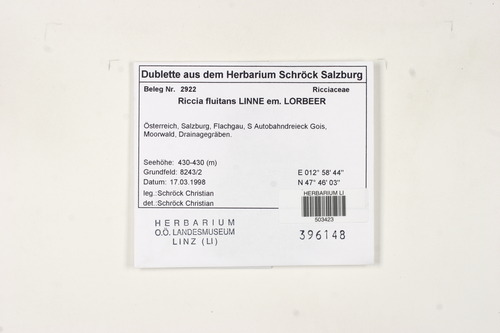 Dublette aus dem Herbarium Schröck Salzburg
Beleg Nr. 2922 Ricciaceae
Riccia fluitans LINNE em. LORBEER
Österreich, Salzburg, Flachgau, S Autobahndreieck Gois,
Moorwald, Drainagegräben.
Seehöhe: 430-430 (m)
Grundfeld: 8243/2 E 012° 58' 44"
Datum: 17.03.1998 N 47° 46' 03"
leg.:Schröck Christian
det.:Schröck Christian
HERBARIUM LI
503423
HERBARIUM
O.Ö. LANDESMUSEUM
LINZ (LI)
396148